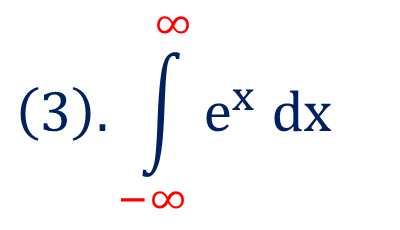 ∞
(3). ∫ eˣ dx
− ∞